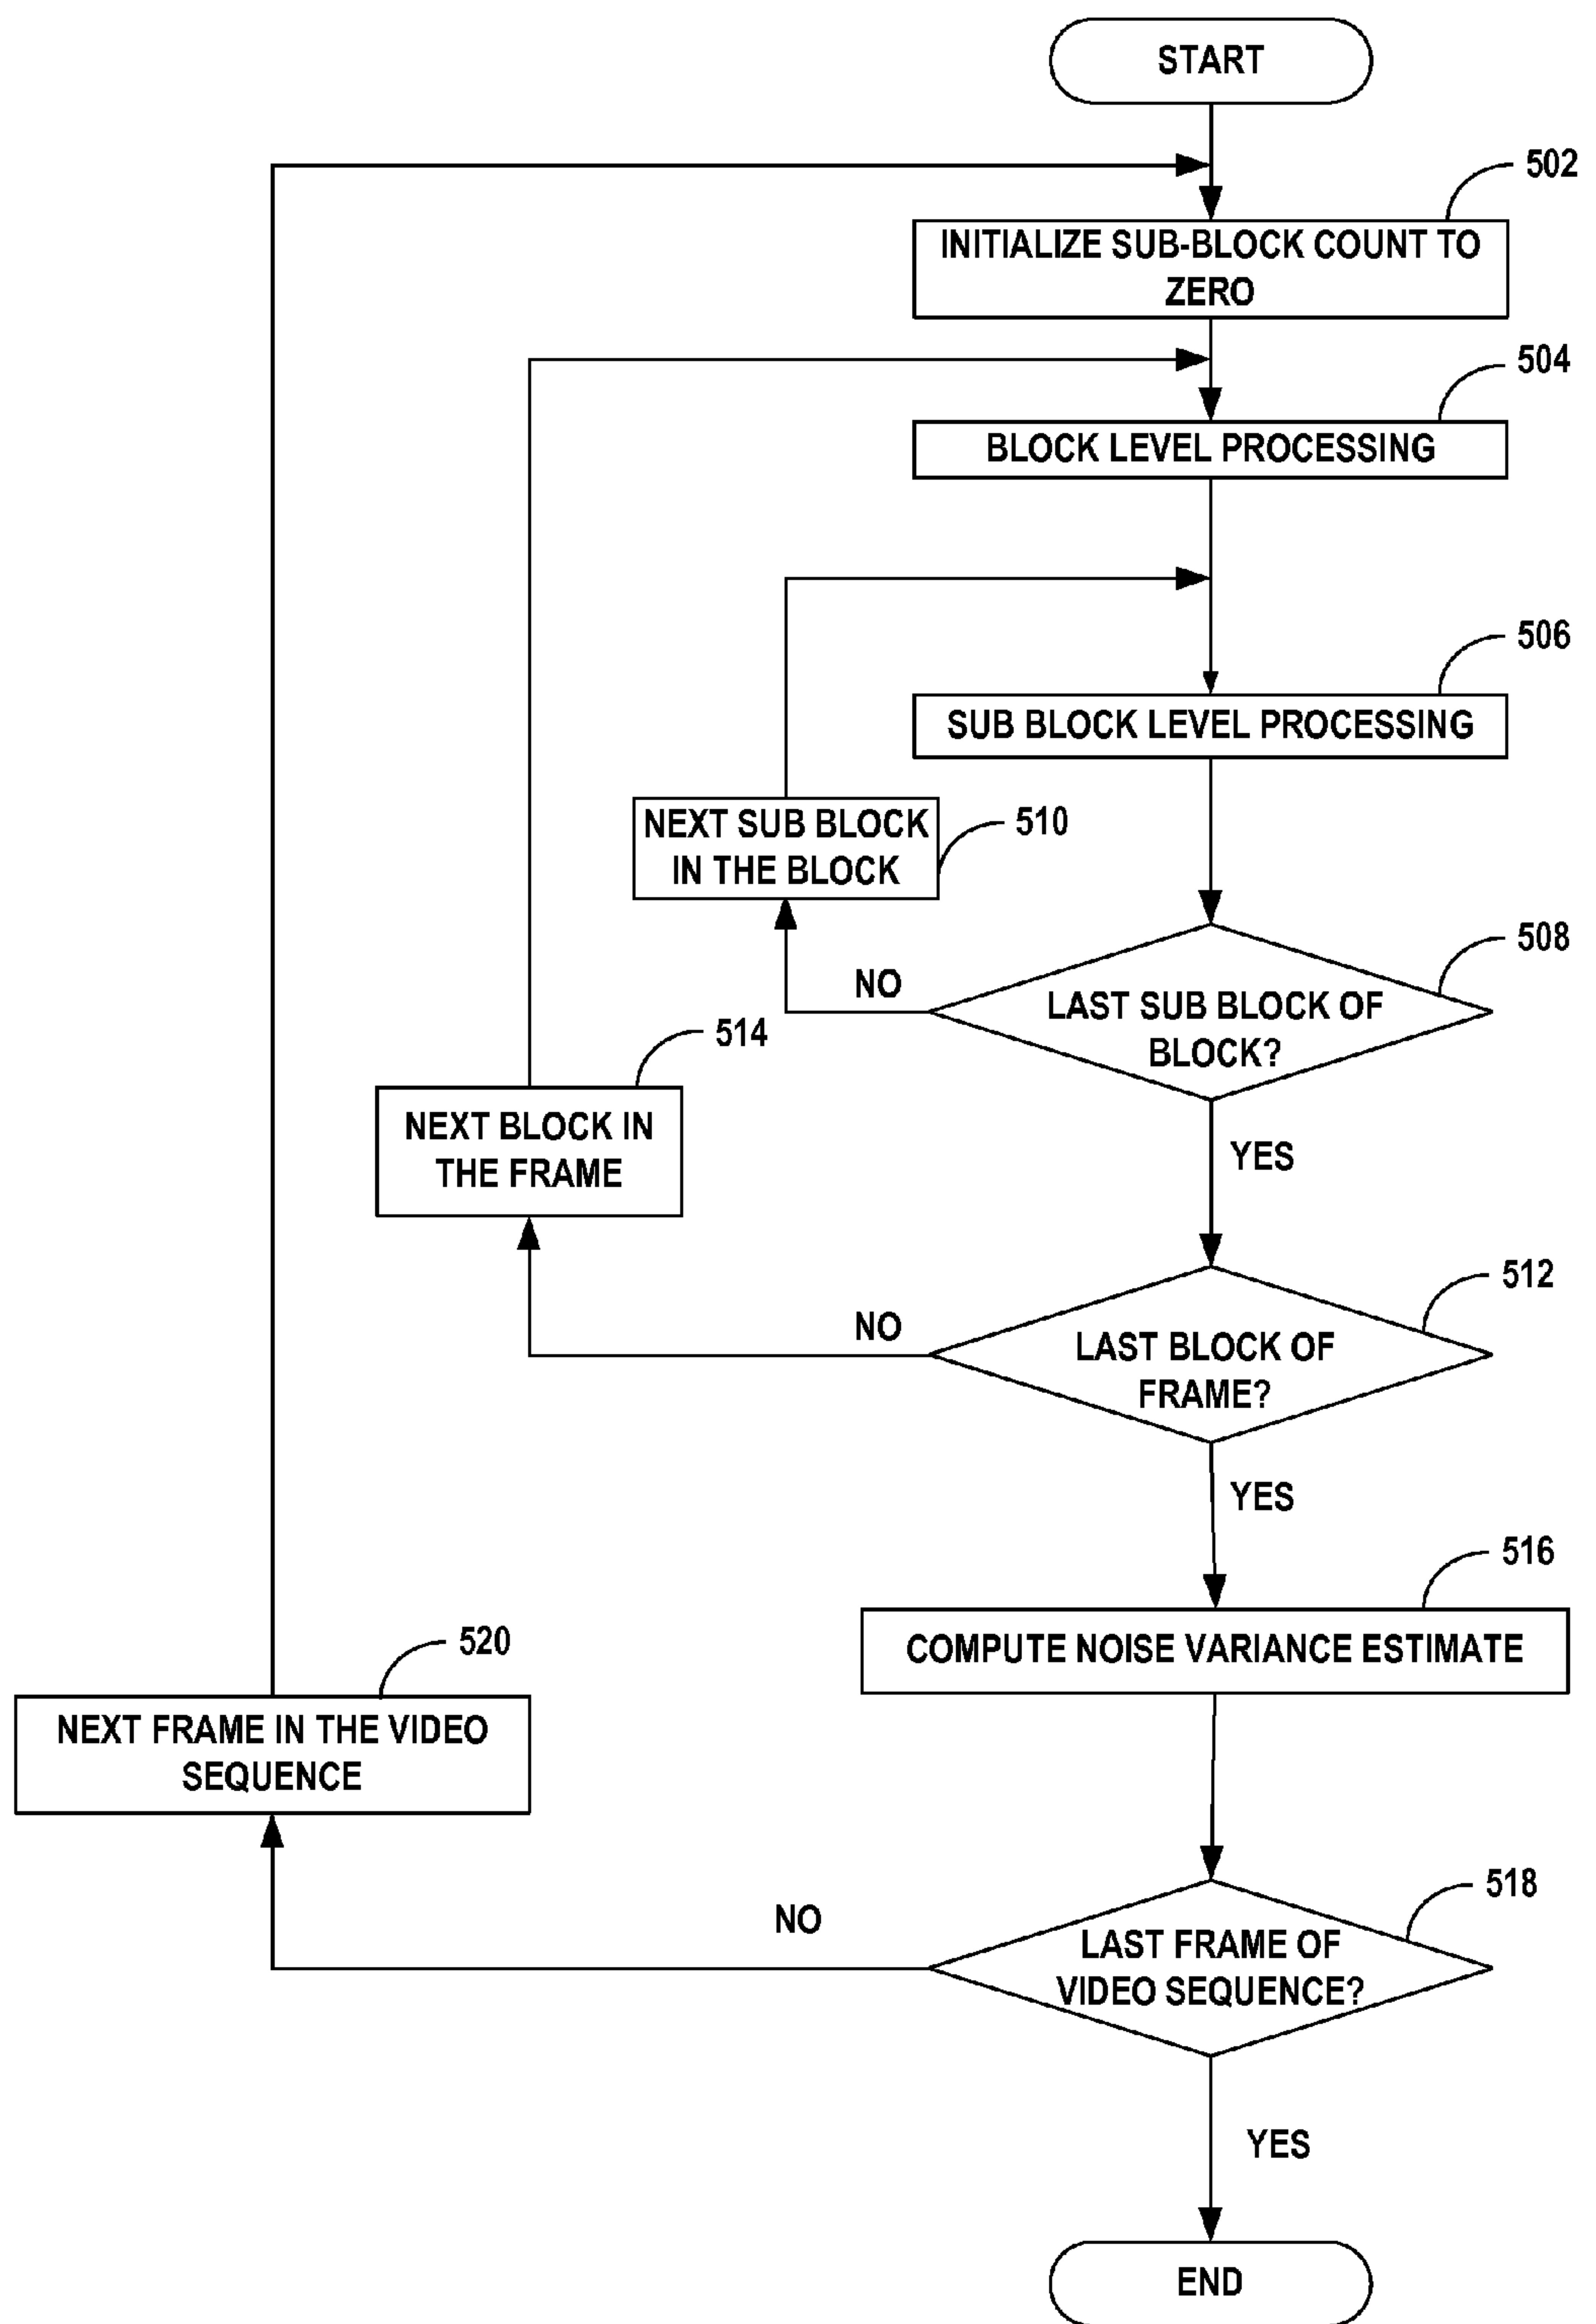 START
502
INITIALIZE SUB-BLOCK COUNT TO
ZERO
504
BLOCK LEVEL PROCESSING
506
SUB BLOCK LEVEL PROCESSING
NEXT SUB BLOCK
IN THE BLOCK
510
508
NO
LAST SUB BLOCK OF
BLOCK?
514
NEXT BLOCK IN
THE FRAME
YES
512
NO
LAST BLOCK OF
FRAME?
YES
516
COMPUTE NOISE VARIANCE ESTIMATE
520
NEXT FRAME IN THE VIDEO
SEQUENCE
518
NO
LAST FRAME OF
VIDEO SEQUENCE?
YES
END